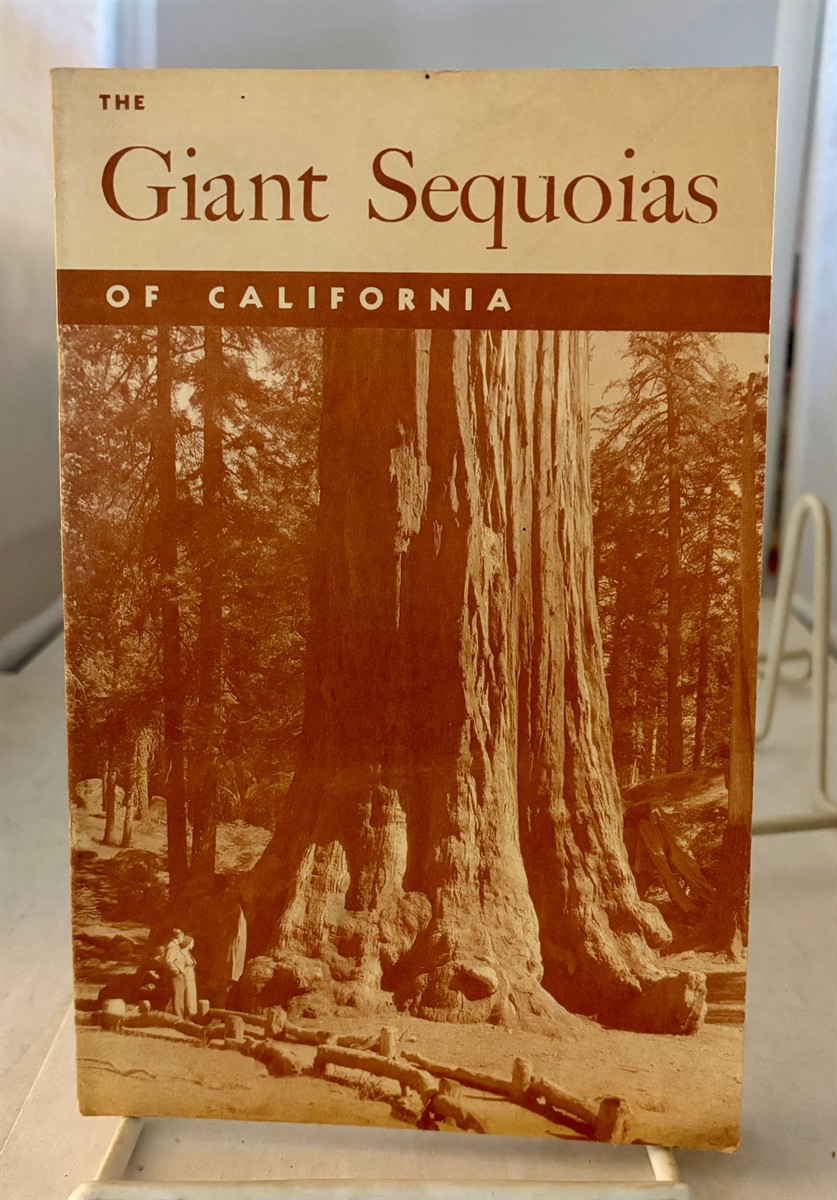 THE
Giant Sequoias
OF CALIFORNIA